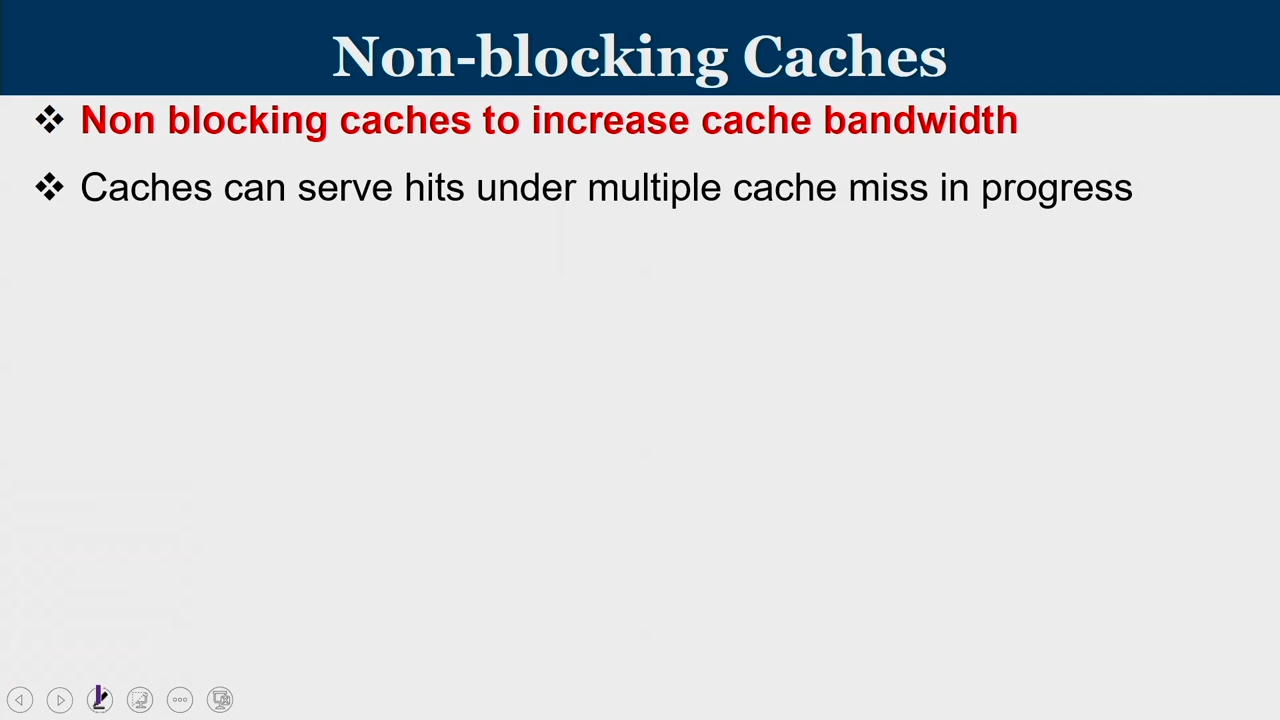 Non-blocking Caches
Non blocking caches to increase cache bandwidth
Caches can serve hits under multiple cache miss in progress